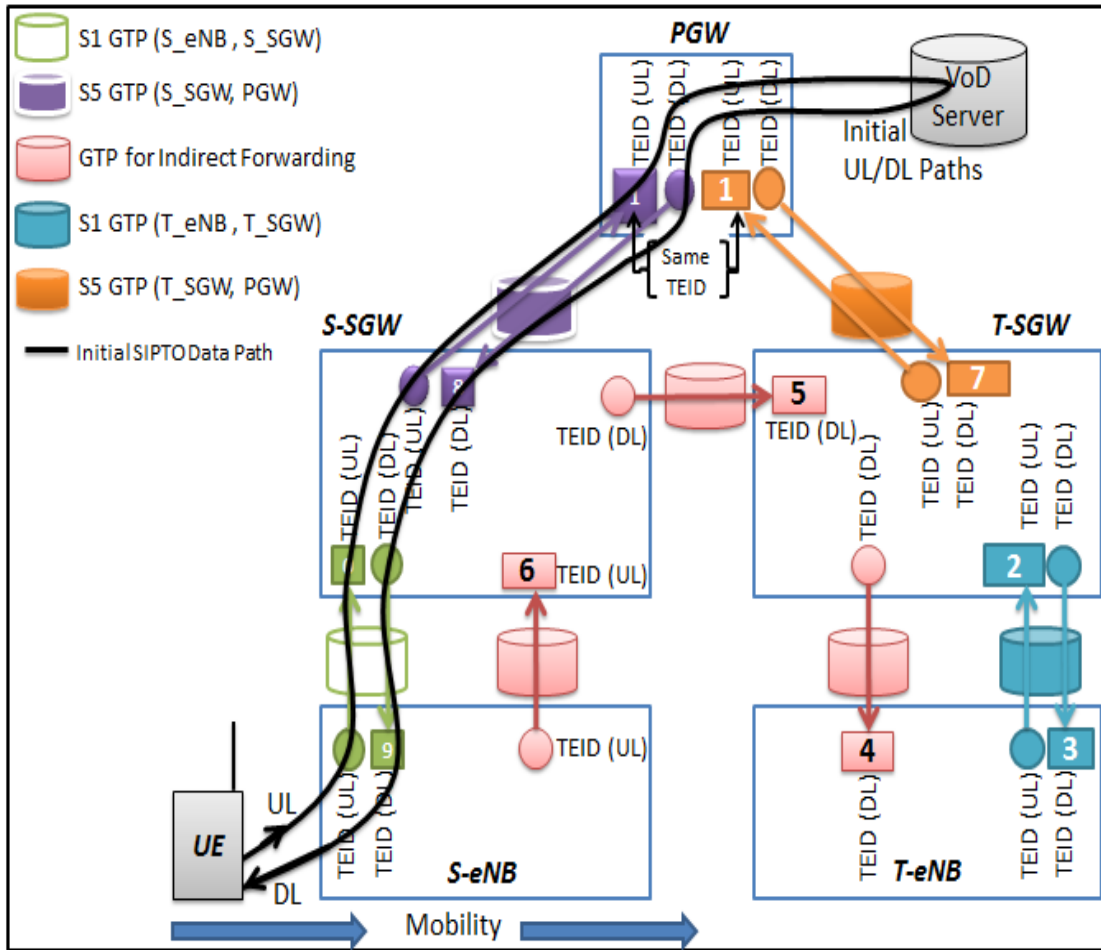 S1 GTP (S_eNB , S_SGW)
S5 GTP (S_SGW, PGW)
GTP for Indirect Forwarding
S1 GTP (T_eNB , T_SGW)
S5 GTP (T_SGW, PGW)
Initial SIPTO Data Path
PGW
TEID (UL)
TEID (DL)
TEID (UL)
TEID (DL)
VoD
Server
Initial
UL/DL Paths
1
1
Same
TEID
S-SGW
T-SGW
8
TEID (UL)
TEID (DL)
TEID (UL)
TEID (DL)
TEID (DL)
5
TEID (DL)
7
TEID (UL)
TEID (DL)
TEID (DL)
TEID (UL)
TEID (DL)
6
TEID (UL)
2
9
TEID (UL)
TEID (DL)
TEID (UL)
4
TEID (DL)
3
TEID (UL)
TEID (DL)
UE
UL
DL
S-eNB
T-eNB
Mobility